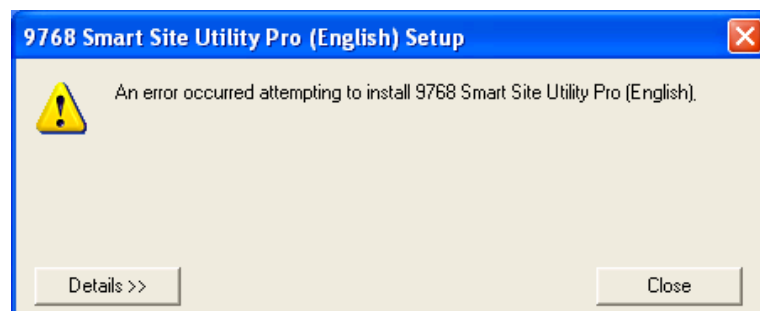 9768 Smart Site Utility Pro (English) Setup
An error occurred attempting to install 9768 Smart Site Utility Pro (English).
Details >>
Close